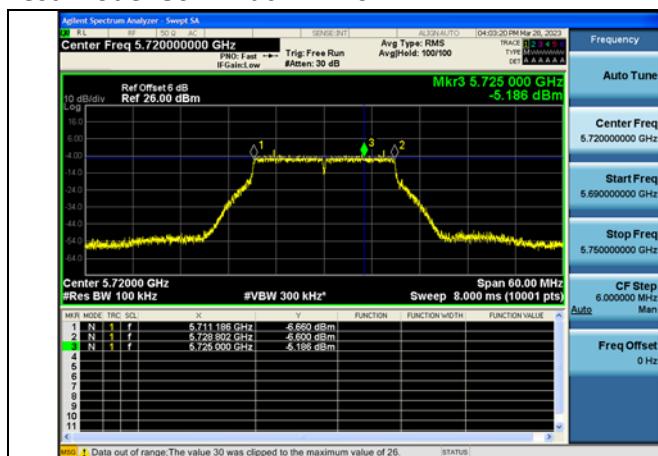 Agilent Spectrum Analyzer - Swept SA
RL RF 50 Ω AC SENSE:INT ALIGN AUTO 04:03:20 PM Mar 28, 2023
Center Freq 5.720000000 GHz
PNO: Fast Trig: Free Run Avg Type: RMS TRACE 1 2 3 4 5 6
IFGain:Low #Atten: 30 dB Avg|Hold: 100/100 TYPE
DET A A A A A A
Ref Offset 6 dB Mkr3 5.725 000 GHz
10 dB/div Ref 26.00 dBm -5.186 dBm
Log
16.0
6.00
-4.00
-14.0
-24.0
-34.0
-44.0
-54.0
-64.0
1
3
2
Center 5.72000 GHz Span 60.00 MHz
#Res BW 100 kHz #VBW 300 kHz* Sweep 8.000 ms (10001 pts)
MKR MODE TRC SCL X Y FUNCTION FUNCTION WIDTH FUNCTION VALUE
1 N 1 f 5.711 186 GHz -6.660 dBm
2 N 1 f 5.728 802 GHz -6.600 dBm
3 N 1 f 5.725 000 GHz -5.186 dBm
4
5
6
7
8
9
10
11
MSG Data out of range;The value 30 was clipped to the maximum value of 26. STATUS
Frequency
Auto Tune
Center Freq
5.720000000 GHz
Start Freq
5.690000000 GHz
Stop Freq
5.750000000 GHz
CF Step
6.000000 MHz
Auto Man
Freq Offset
0 Hz